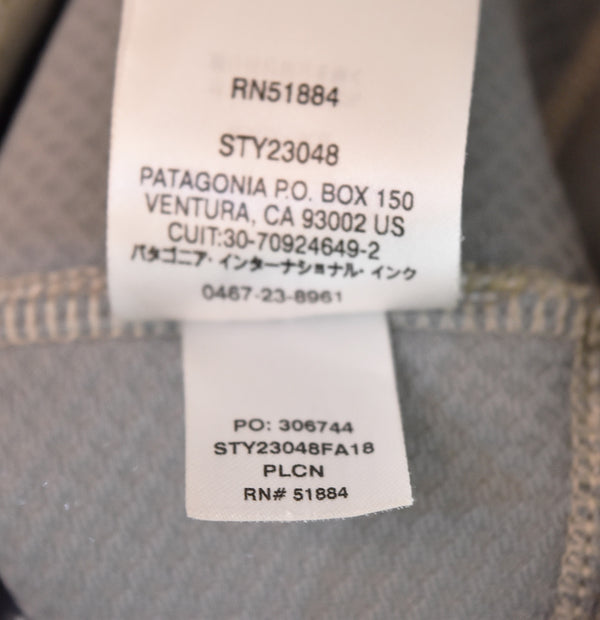 RN51884
STY23048
PATAGONIA P.O. BOX 150
VENTURA, CA 93002 US
CUIT:30-70924649-2
パタゴニア・インターナショナル・インク
0467-23-8961
PO: 306744
STY23048FA18
PLCN
RN# 51884